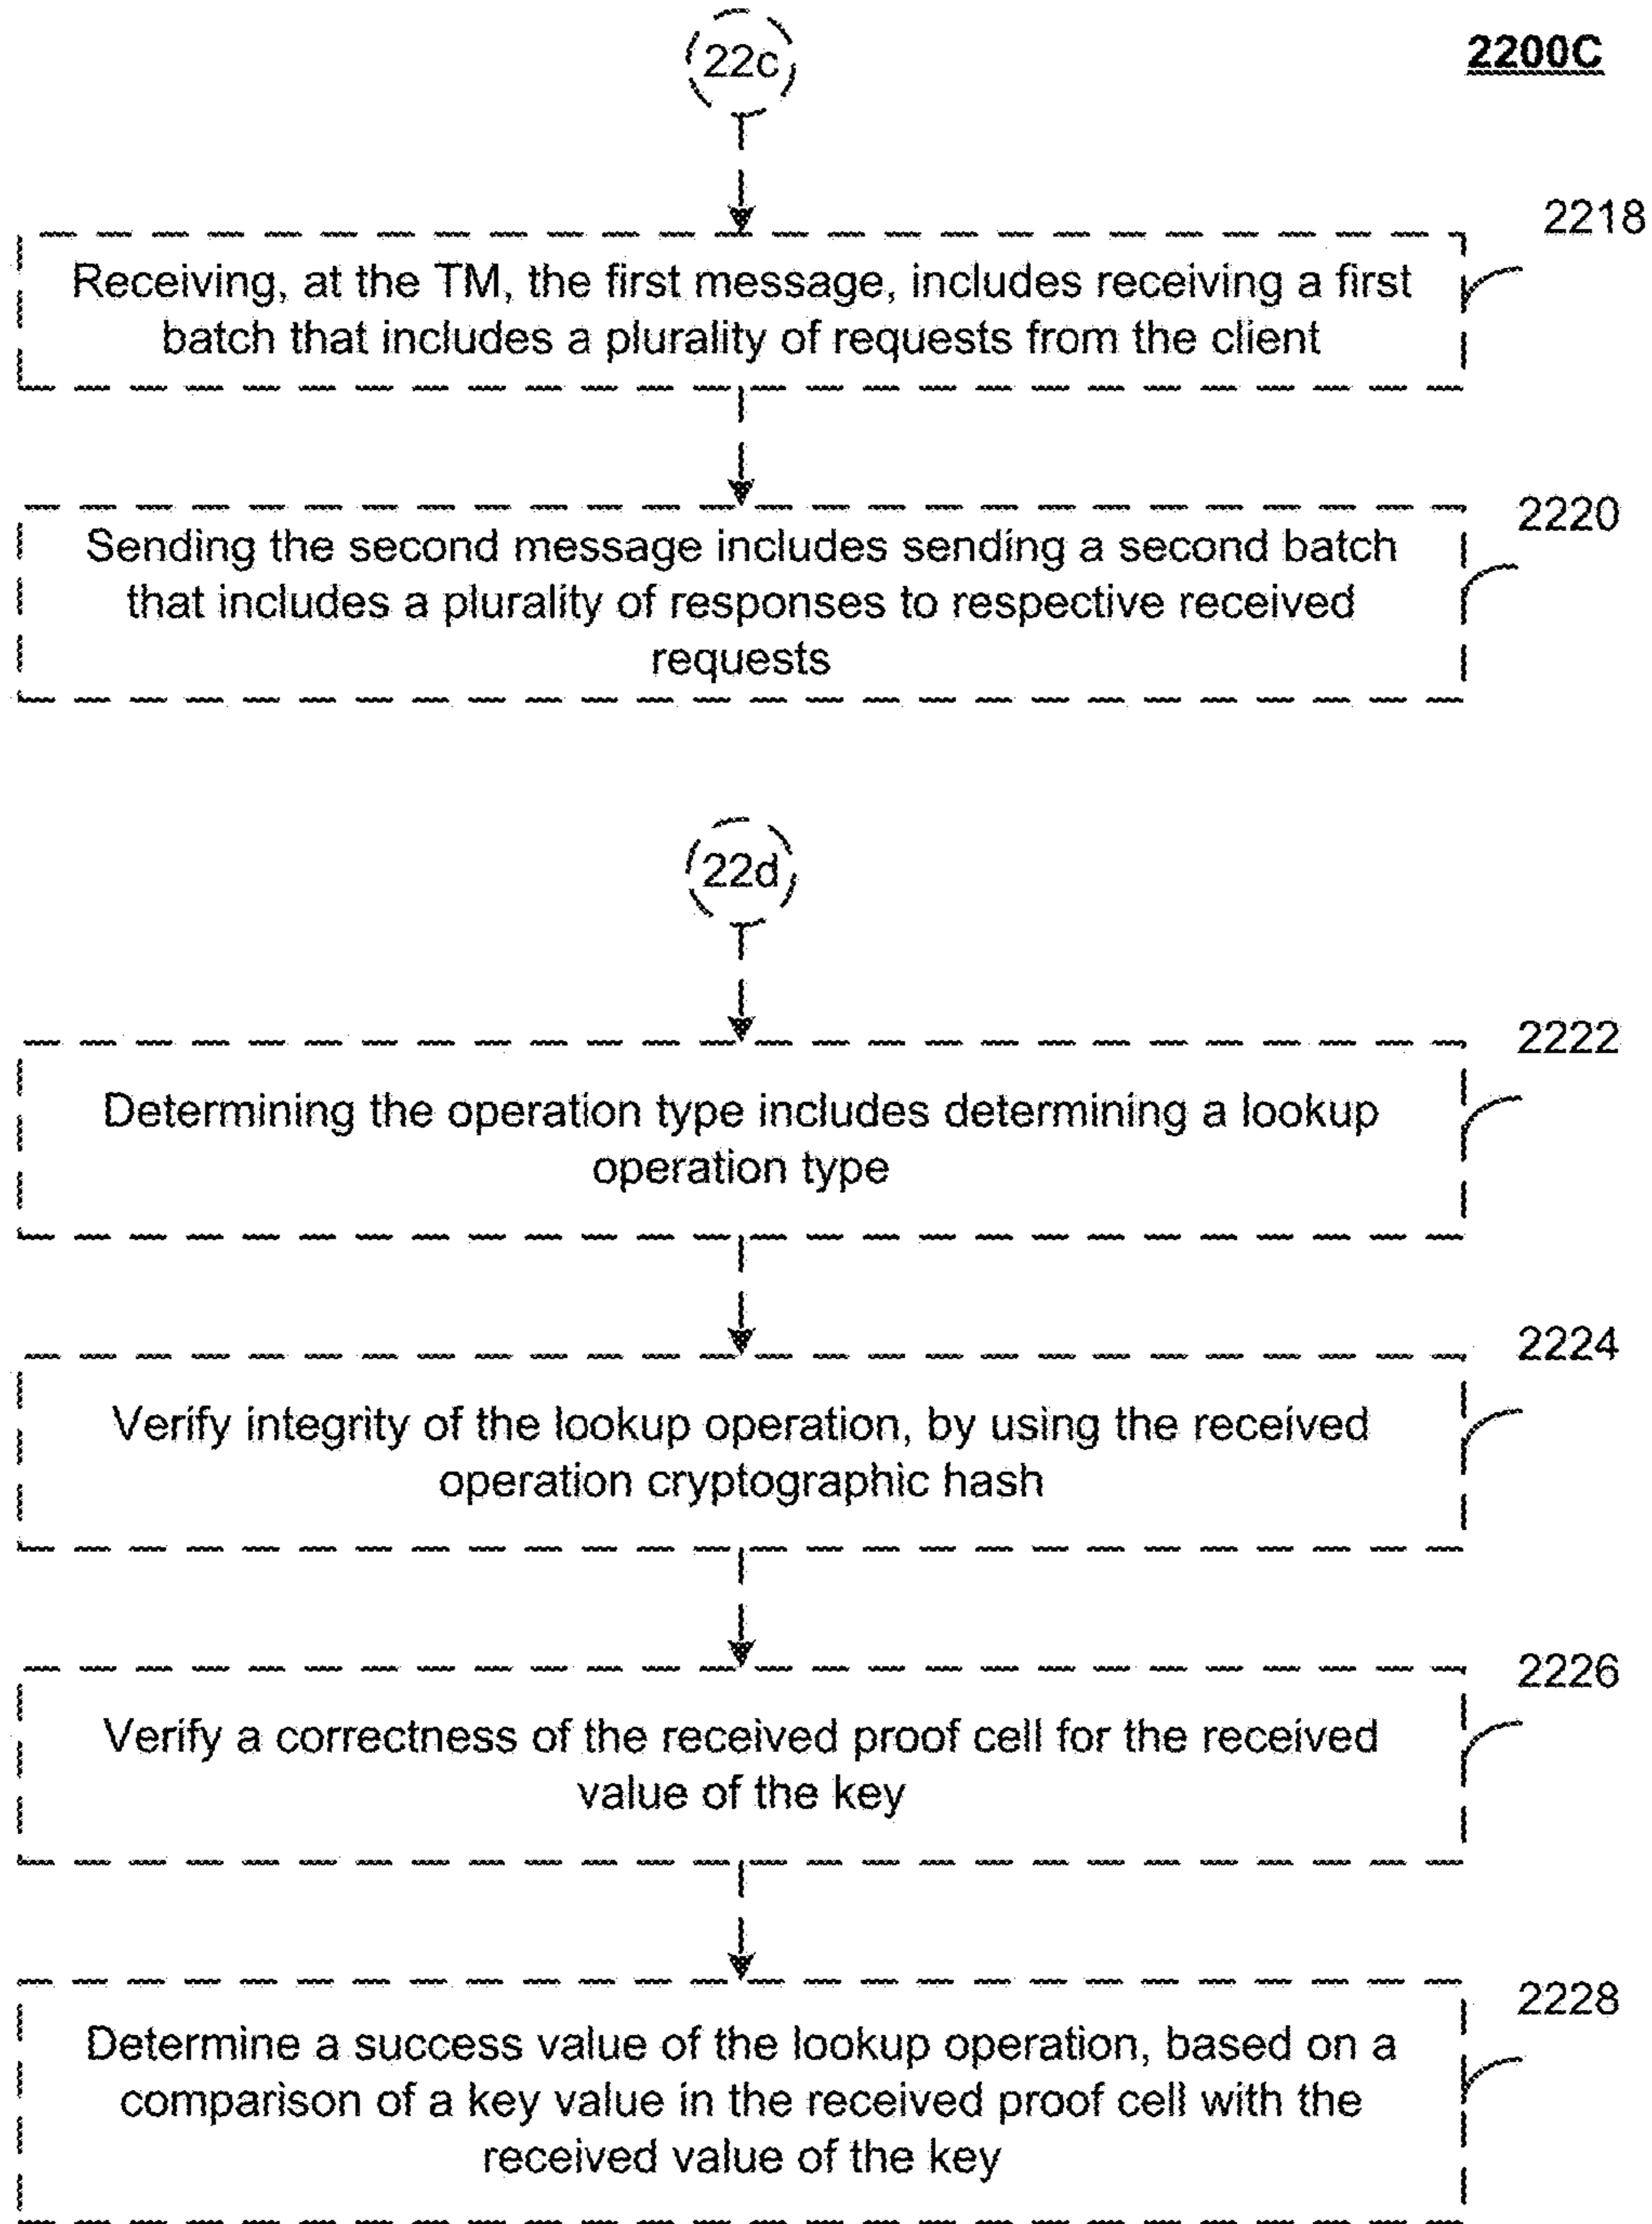 22c
2200C
2218
Receiving, at the TM, the first message, includes receiving a first
batch that includes a plurality of requests from the client
2220
Sending the second message includes sending a second batch
that includes a plurality of responses to respective received
requests
22d
2222
Determining the operation type includes determining a lookup
operation type
2224
Verify integrity of the lookup operation, by using the received
operation cryptographic hash
2226
Verify a correctness of the received proof cell for the received
value of the key
2228
Determine a success value of the lookup operation, based on a
comparison of a key value in the received proof cell with the
received value of the key